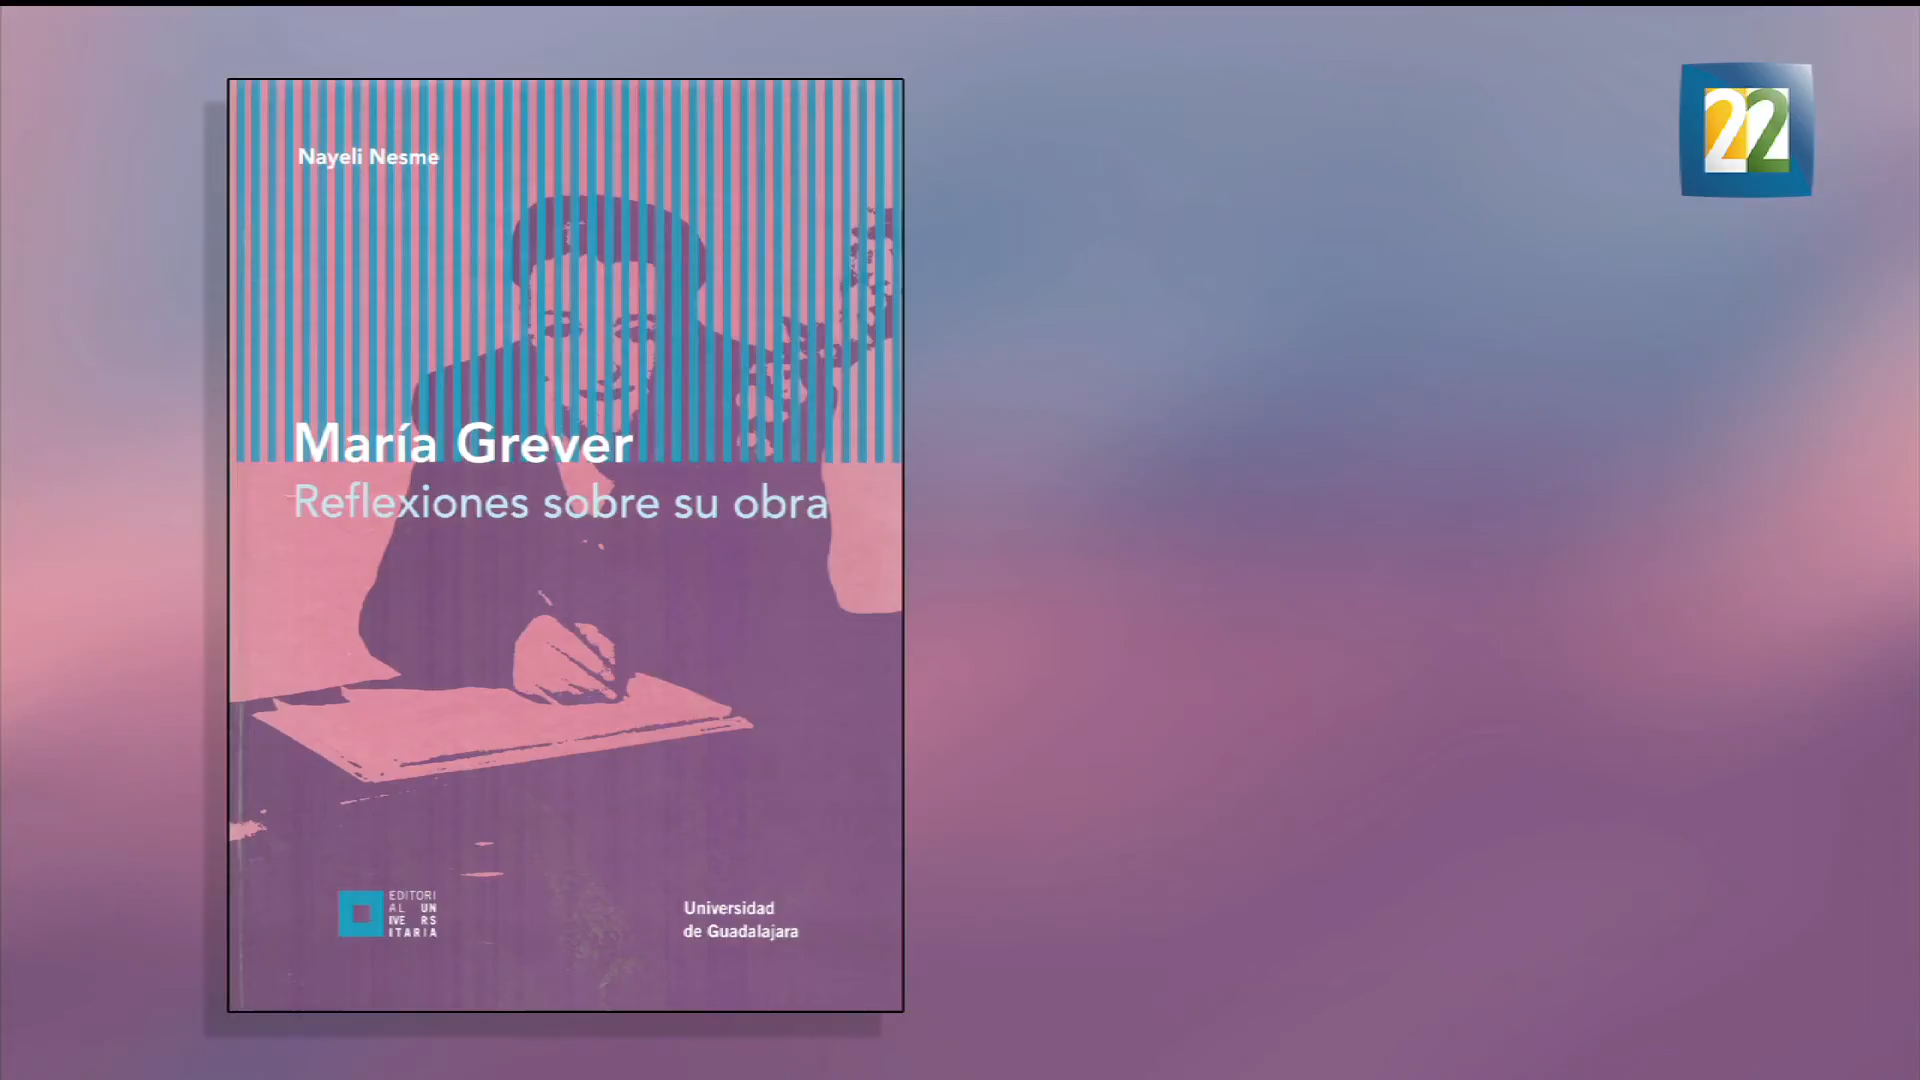 22
Nayeli Nesme
María Grever
Reflexiones sobre su obra
EDITORI
AL UN
IVE RS
ITARIA
Universidad
de Guadalajara